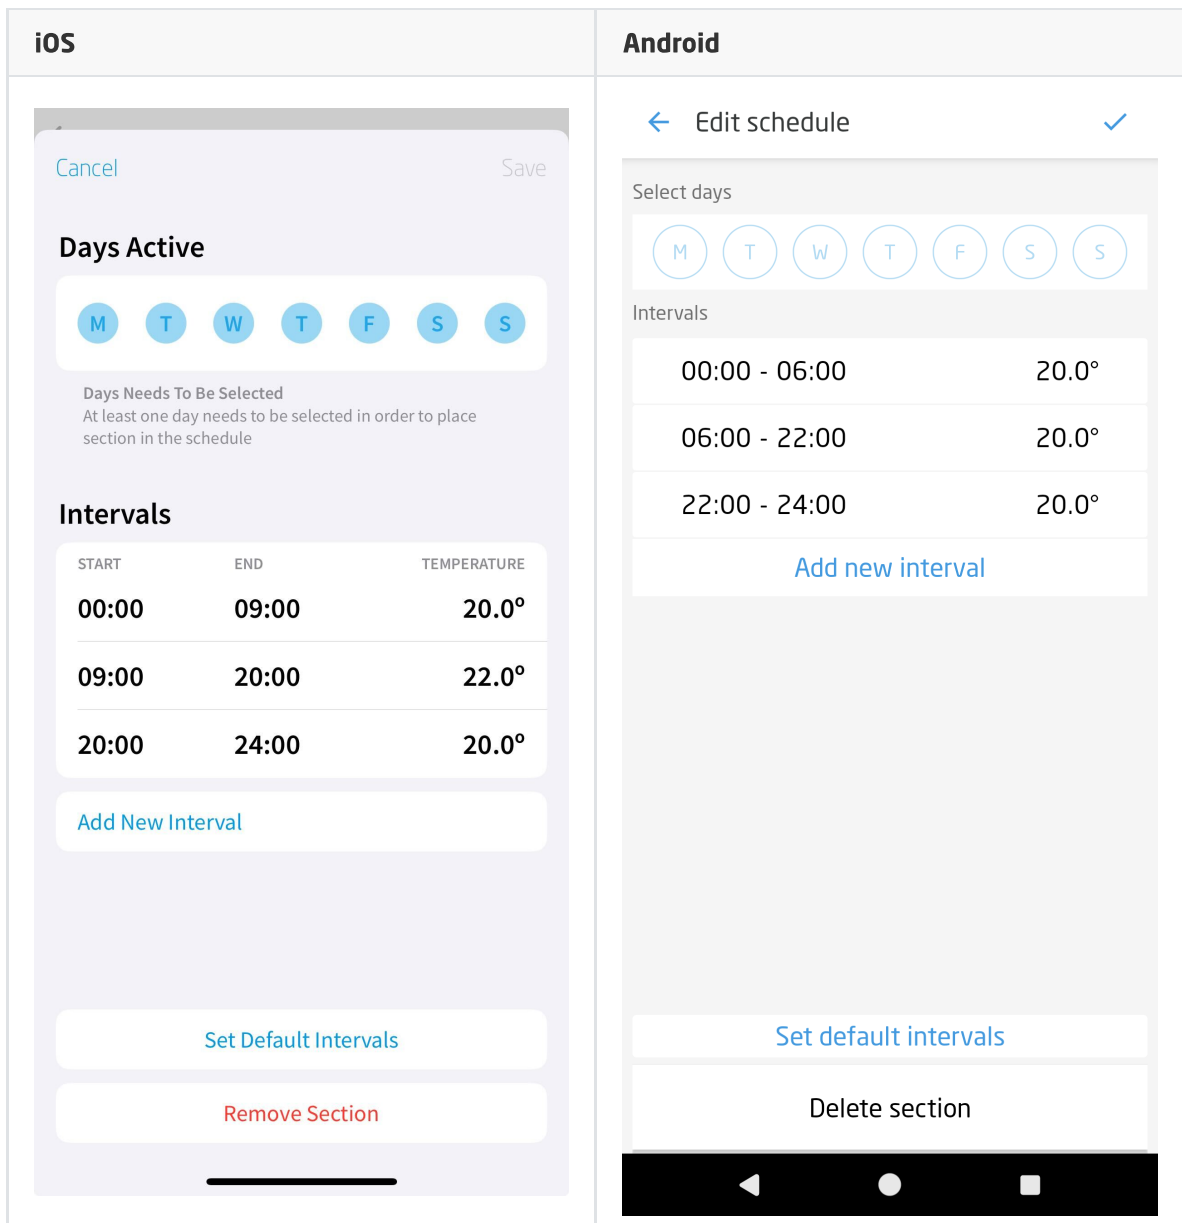 iOS
Android
Cancel
Save
Days Active
M T W T F S S
Days Needs To Be Selected
At least one day needs to be selected in order to place
section in the schedule
Intervals
START END TEMPERATURE
00:00 09:00 20.0°
09:00 20:00 22.0°
20:00 24:00 20.0°
Add New Interval
Set Default Intervals
Remove Section
Edit schedule
Select days
M T W T F S S
Intervals
00:00 - 06:00 20.0°
06:00 - 22:00 20.0°
22:00 - 24:00 20.0°
Add new interval
Set default intervals
Delete section